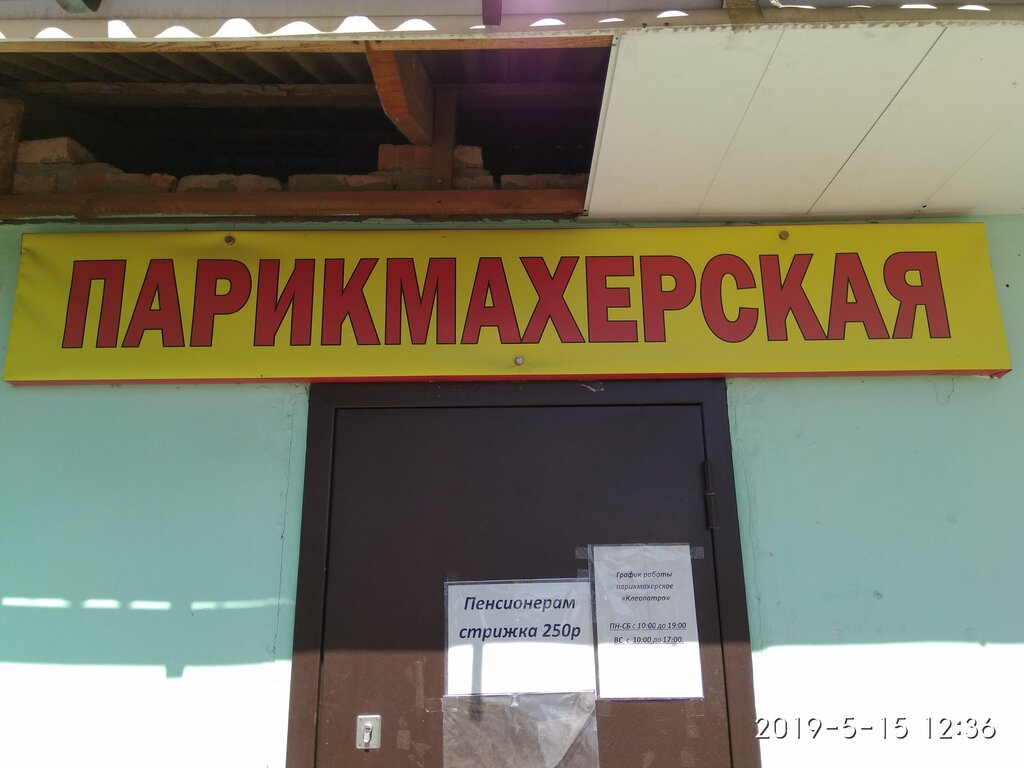 ПАРИКМАХЕРСКАЯ
Пенсионерам
стрижка 250р
График работы
парикмахерское
«Клеопатра»
ПН-СБ с 10:00 до 19:00
ВС с 10:00 до 17:00.
2019-5-15 12:36